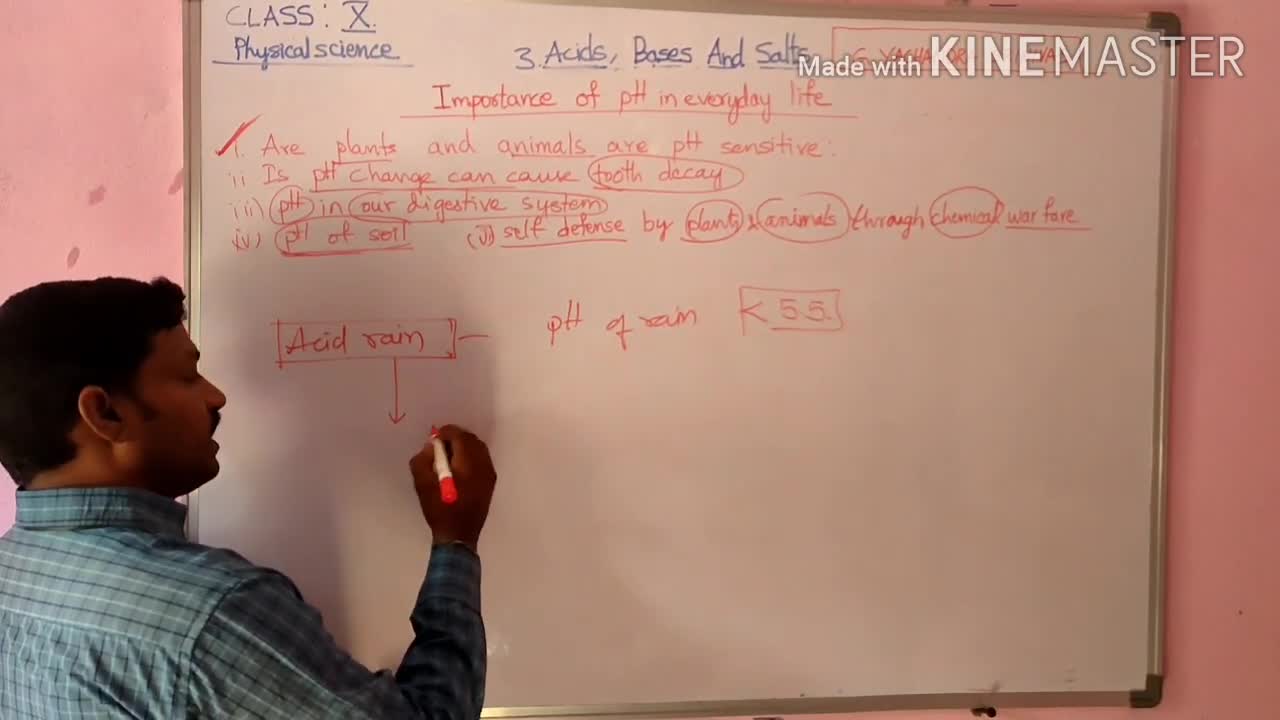 CLASS: X.
Physical science
3. Acids, Bases And Salts
Made with KINEMASTER
Importance of pH in everyday life
i. Are plants and animals are pH sensitive:
ii Is pH change can cause tooth decay
iii) pH in our digestive system
iv) pH of soil (v) self defense by plants & animals through chemical war fare
Acid rain — pH of rain < 5.5.